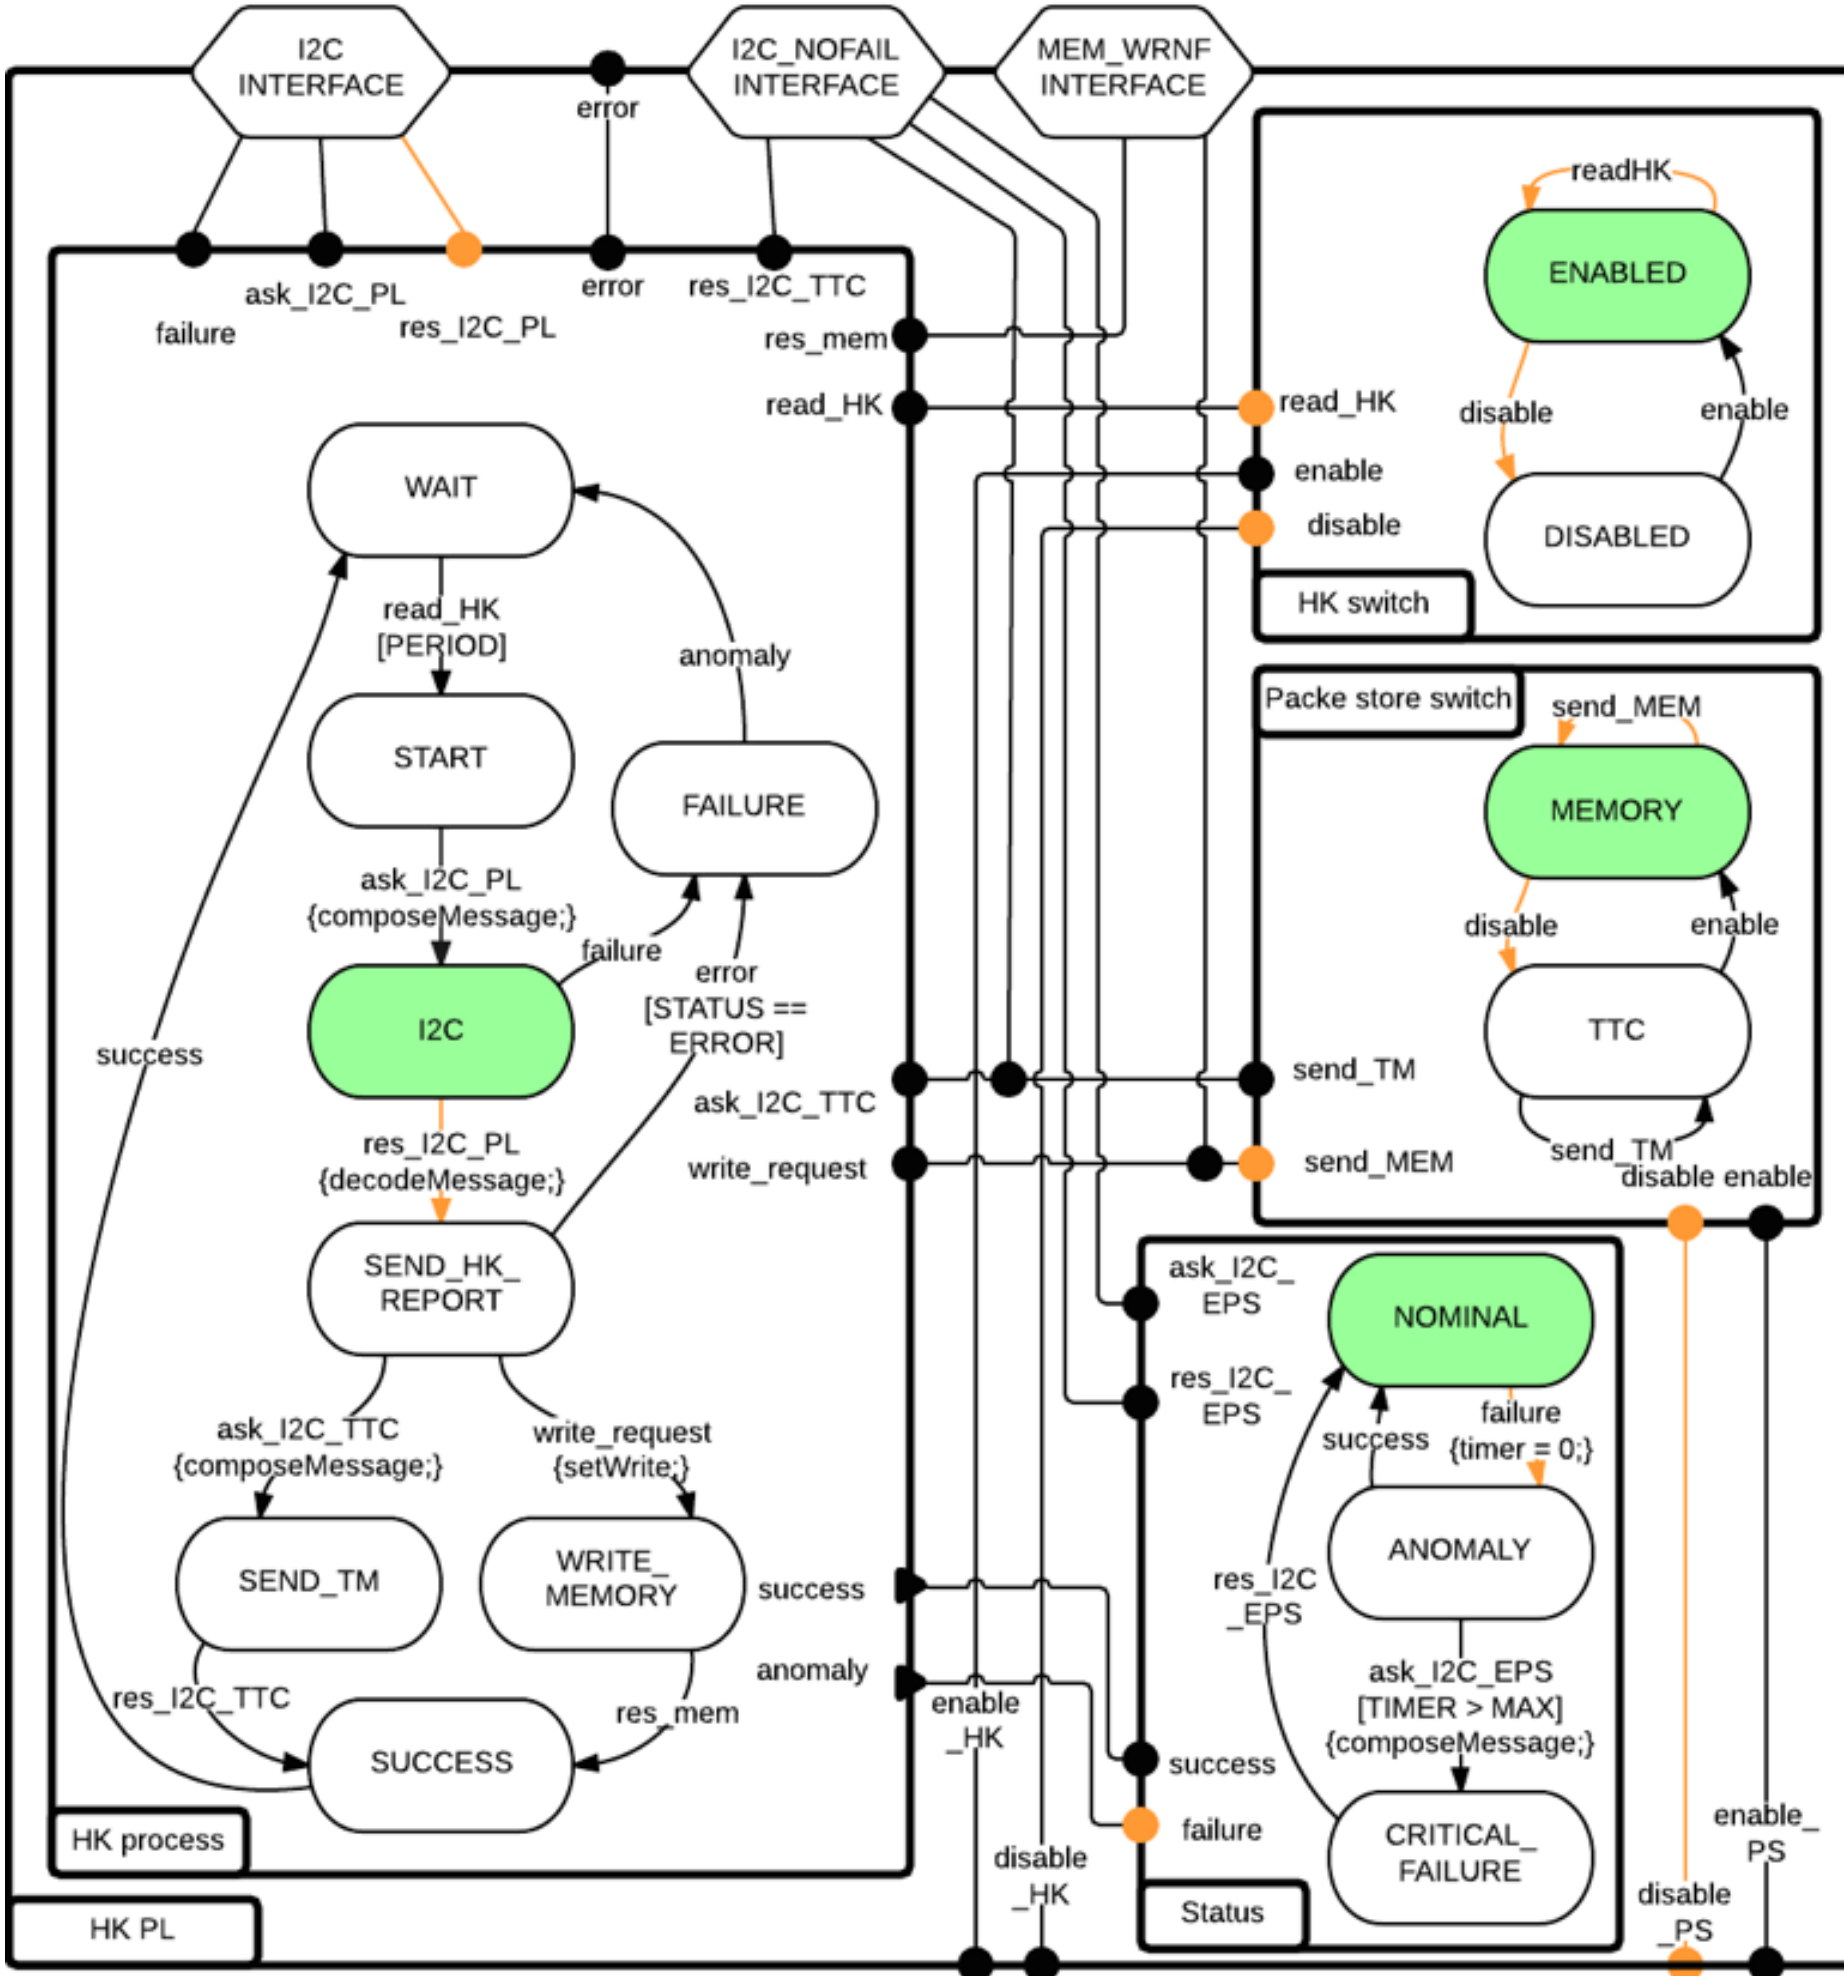 I2C
INTERFACE
error
I2C_NOFAIL
INTERFACE
MEM_WRNF
INTERFACE
failure
ask_I2C_PL
res_I2C_PL
error
res_I2C_TTC
res_mem
read_HK
WAIT
read_HK
[PERIOD]
START
anomaly
FAILURE
ask_I2C_PL
{composeMessage;}
failure
I2C
error
[STATUS ==
ERROR]
success
ask_I2C_TTC
res_I2C_PL
{decodeMessage;}
write_request
SEND_HK_
REPORT
ask_I2C_TTC
{composeMessage;}
write_request
{setWrite;}
SEND_TM
WRITE_
MEMORY
success
anomaly
res_I2C_TTC
res_mem
SUCCESS
HK process
HK PL
readHK
ENABLED
read_HK
disable
enable
enable
disable
DISABLED
HK switch
Packe store switch
send_MEM
MEMORY
disable
enable
TTC
send_TM
send_TM
send_MEM
disable enable
ask_I2C_
EPS
NOMINAL
res_I2C_
EPS
success
failure
{timer = 0;}
ANOMALY
res_I2C
_EPS
ask_I2C_EPS
[TIMER > MAX]
{composeMessage;}
success
failure
CRITICAL_
FAILURE
Status
enable
_HK
disable
_HK
enable_
PS
disable
_PS